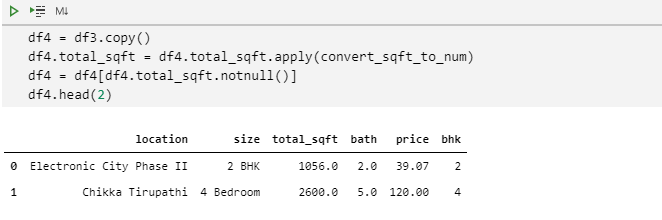 M↓
df4 = df3.copy()
df4.total_sqft = df4.total_sqft.apply(convert_sqft_to_num)
df4 = df4[df4.total_sqft.notnull()]
df4.head(2)
location size total_sqft bath price bhk
0 Electronic City Phase II 2 BHK 1056.0 2.0 39.07 2
1 Chikka Tirupathi 4 Bedroom 2600.0 5.0 120.00 4